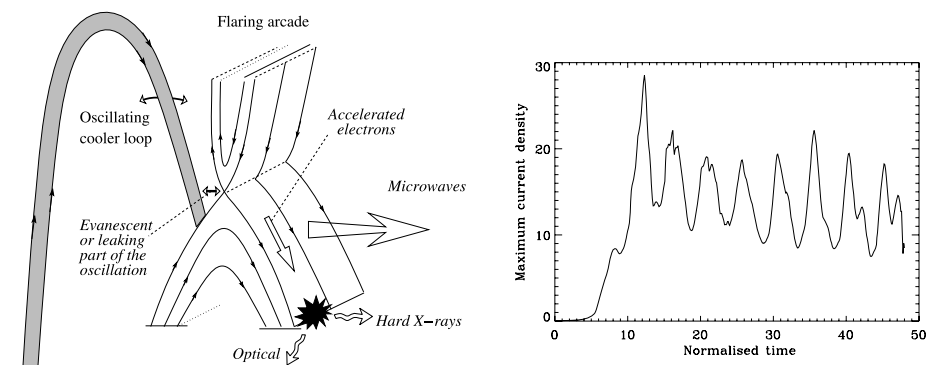 Flaring arcade
Oscillating
cooler loop
Accelerated
electrons
Microwaves
Evanescent
or leaking
part of the
oscillation
Hard X-rays
Optical
Maximum current density
30
20
10
0
0 10 20 30 40 50
Normalised time